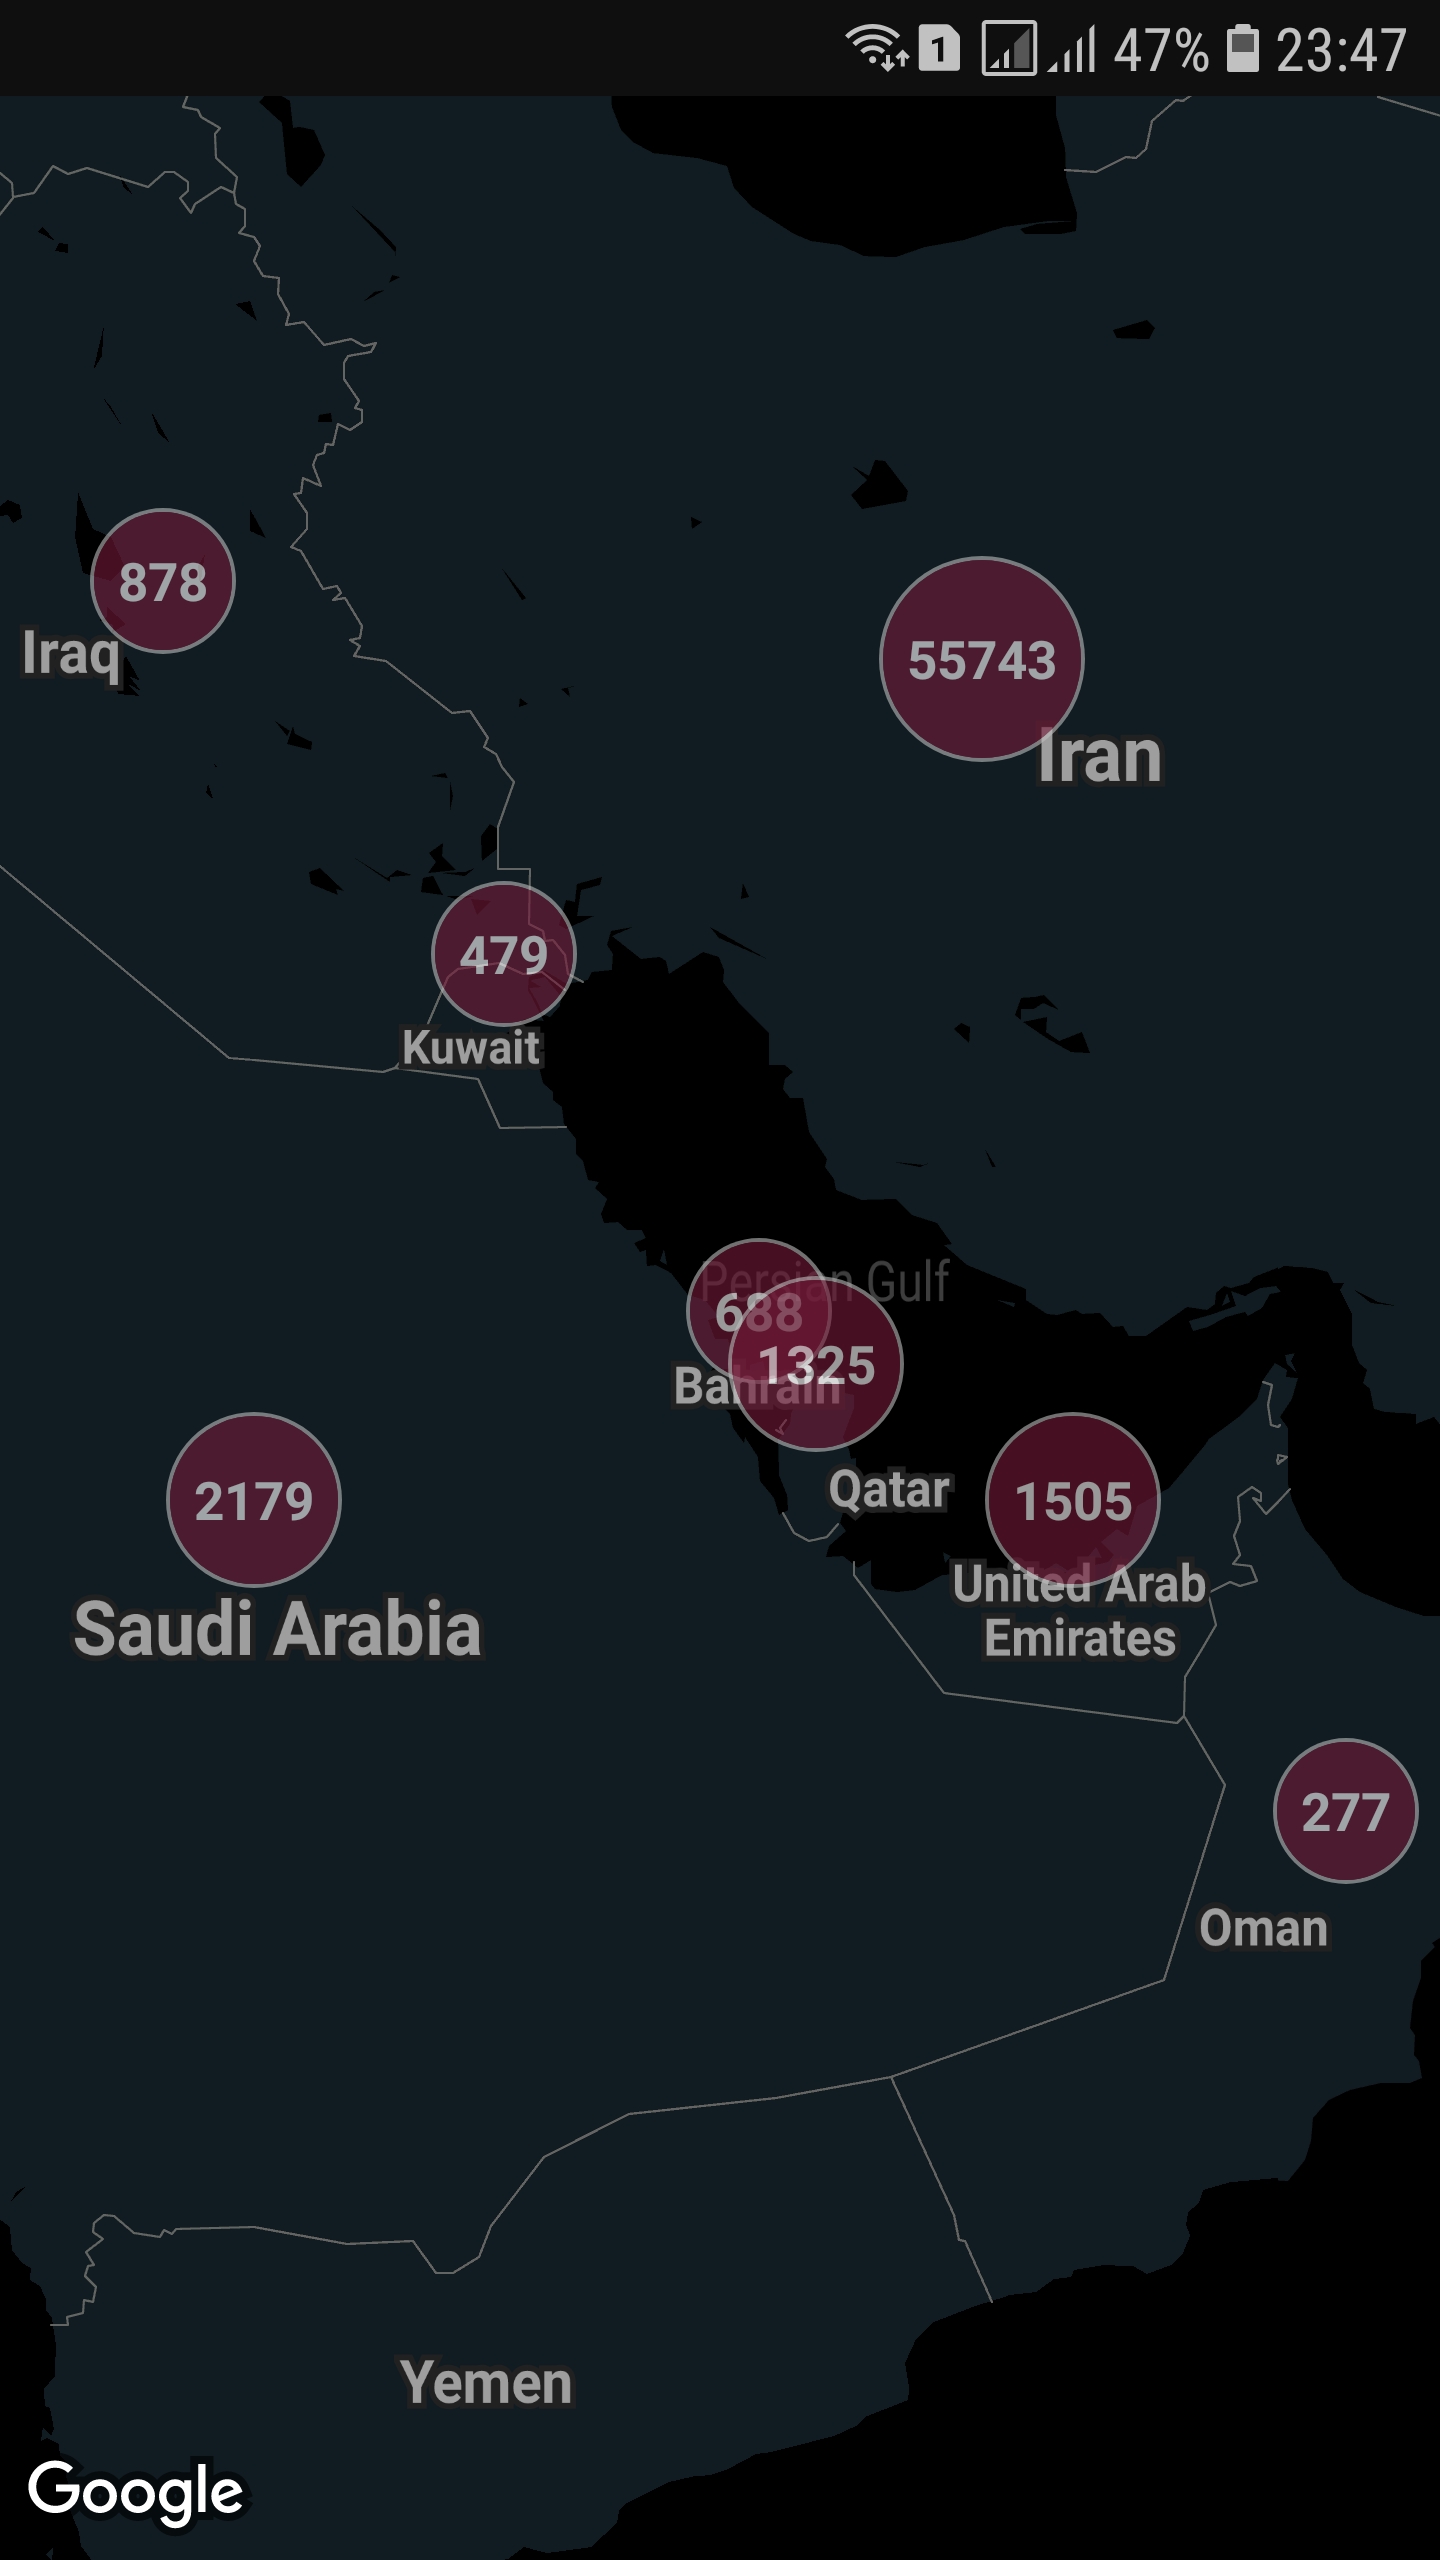 1 47% 23:47
878
Iraq
55743
Iran
479
Kuwait
Persian Gulf
688
1325
Bahrain
Qatar
2179
Saudi Arabia
1505
United Arab
Emirates
277
Oman
Yemen
Google